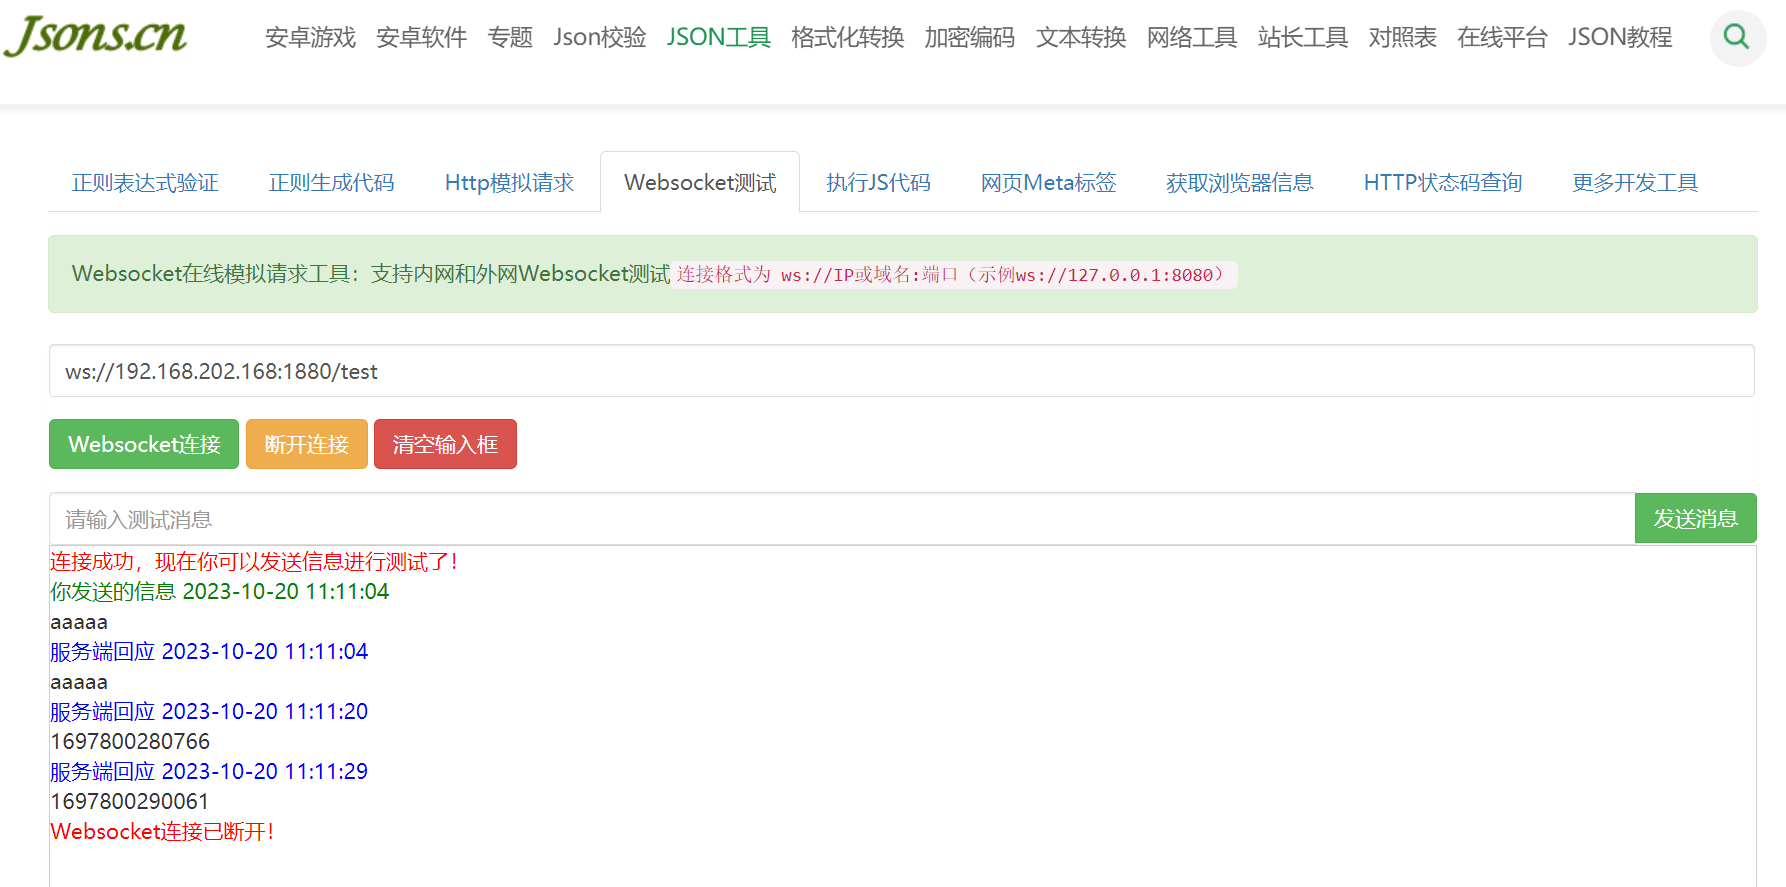 Jsons.cn
安卓游戏 安卓软件 专题 Json校验 JSON工具 格式化转换 加密编码 文本转换 网络工具 站长工具 对照表 在线平台 JSON教程
正则表达式验证 正则生成代码 Http模拟请求 Websocket测试 执行JS代码 网页Meta标签 获取浏览器信息 HTTP状态码查询 更多开发工具
Websocket在线模拟请求工具：支持内网和外网Websocket测试 连接格式为 ws://IP或域名:端口（示例ws://127.0.0.1:8080）
ws://192.168.202.168:1880/test
Websocket连接 断开连接 清空输入框
请输入测试消息 发送消息
连接成功，现在你可以发送信息进行测试了！
你发送的信息 2023-10-20 11:11:04
aaaaa
服务端回应 2023-10-20 11:11:04
aaaaa
服务端回应 2023-10-20 11:11:20
1697800280766
服务端回应 2023-10-20 11:11:29
1697800290061
Websocket连接已断开！